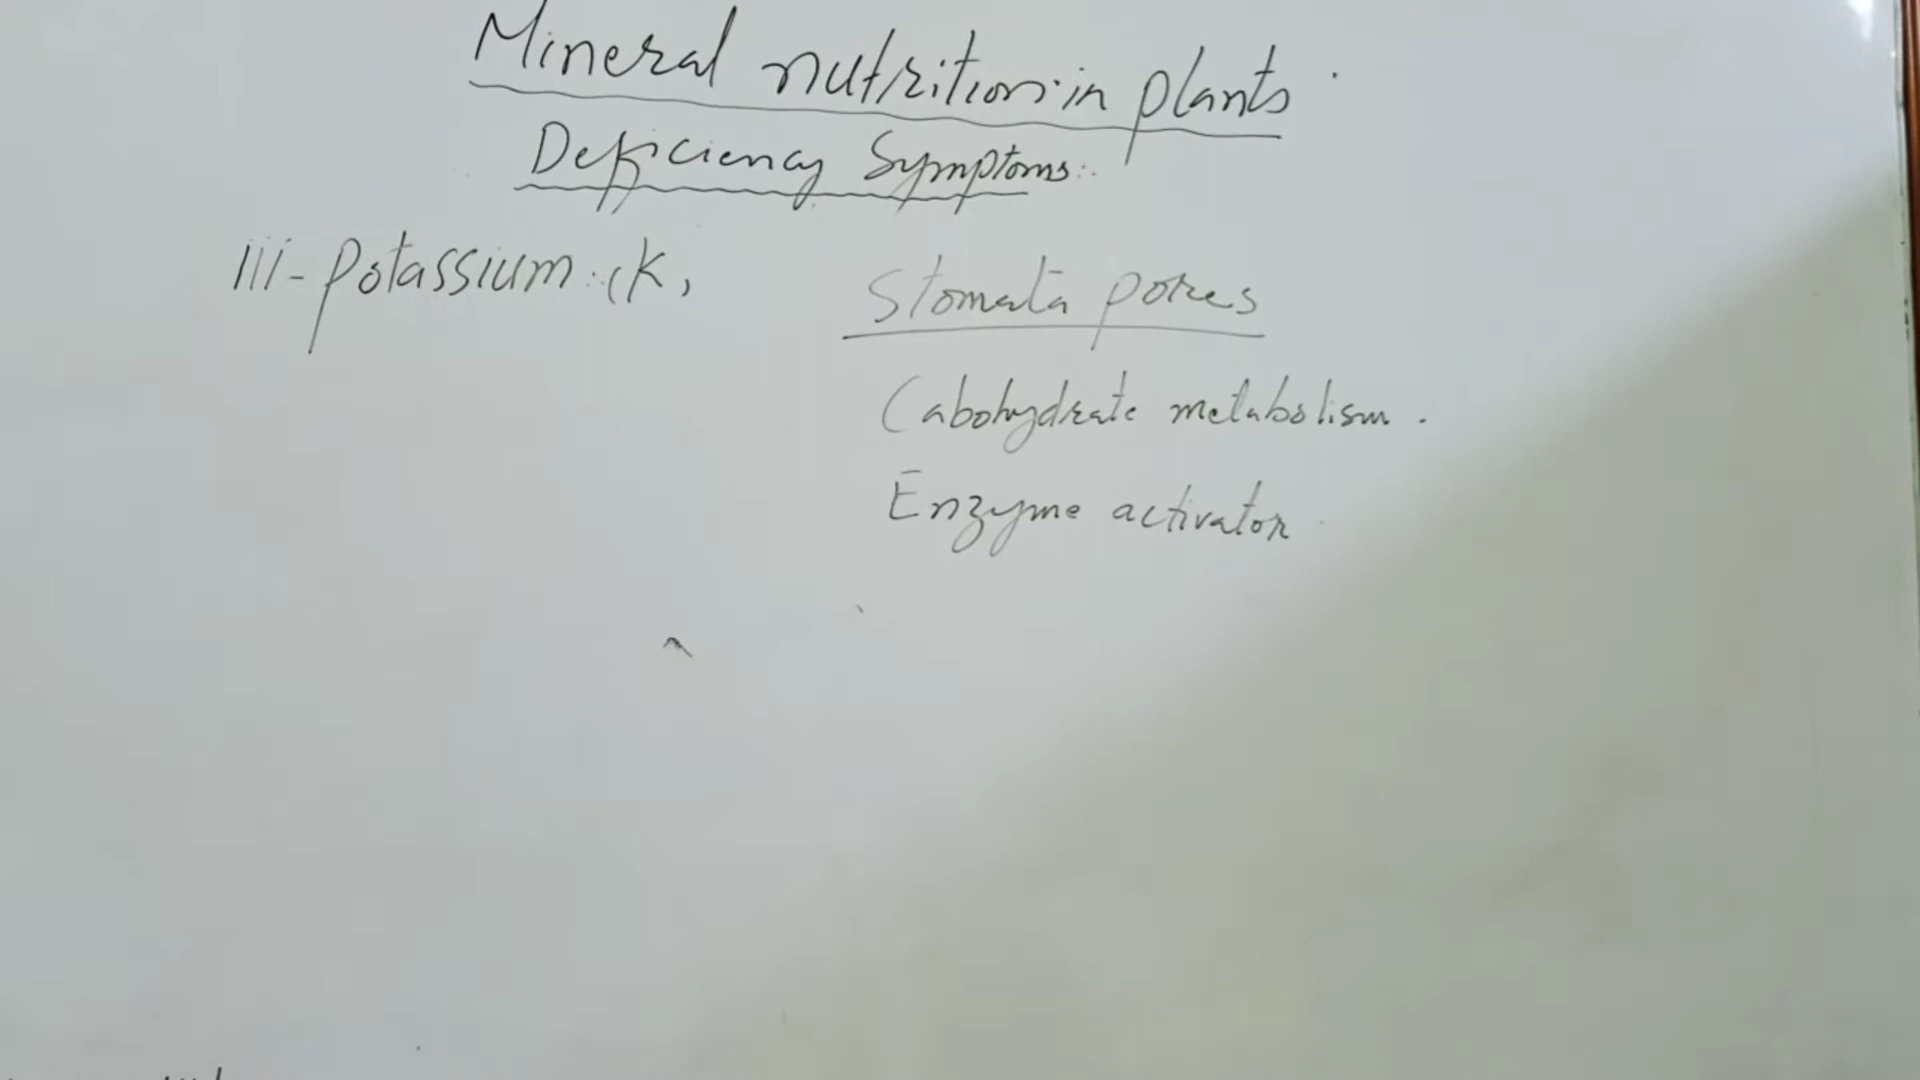 Mineral nutrition in plants
Deficiency Symptoms:
III- Potassium: (K)
Stomata pores
Cabohydrate metabolism.
Enzyme activator